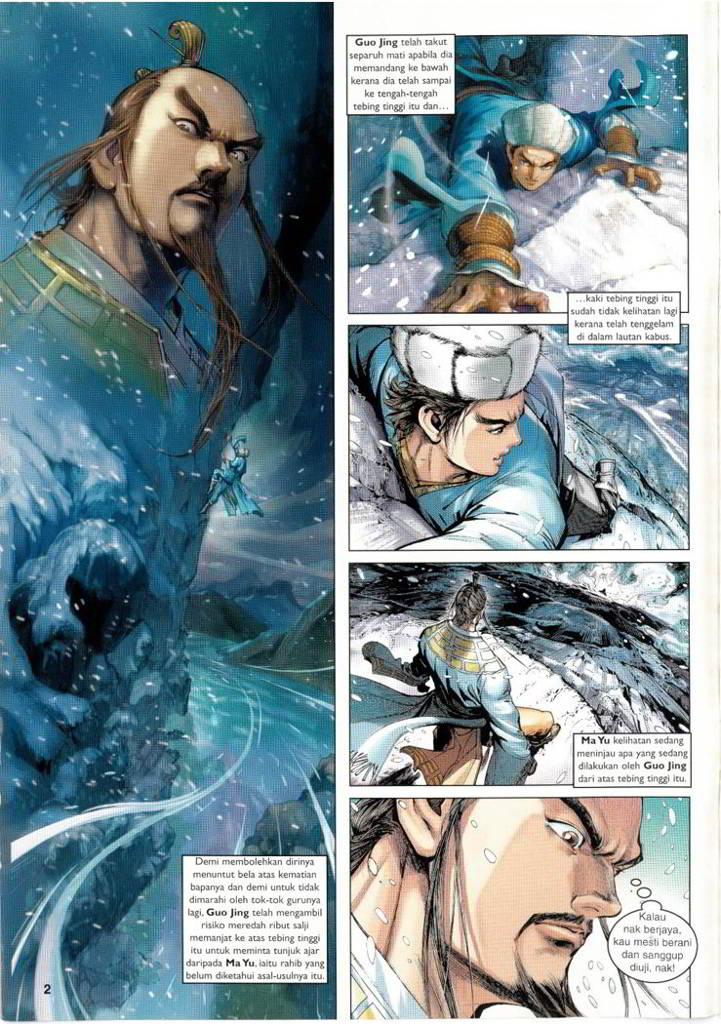 Demi membolehkan dirinya
menuntut bela atas kematian
bapanya dan demi untuk tidak
dimarahi oleh tok-tok gurunya
lagi, Guo Jing telah mengambil
risiko meredah ribut salji
memanjat ke atas tebing tinggi
itu untuk meminta tunjuk ajar
daripada Ma Yu, iaitu rahib yang
belum diketahui asal-usulnya itu.
2
Guo Jing telah takut
separuh mati apabila dia
memandang ke bawah
kerana dia telah sampai
ke tengah-tengah
tebing tinggi itu dan...
...kaki tebing tinggi itu
sudah tidak kelihatan lagi
kerana telah tenggelam
di dalam lautan kabus.
Ma Yu kelihatan sedang
meninjau apa yang sedang
dilakukan oleh Guo Jing
dari atas tebing tinggi itu.
Kalau
nak berjaya,
kau mesti berani
dan sanggup
diuji, nak!